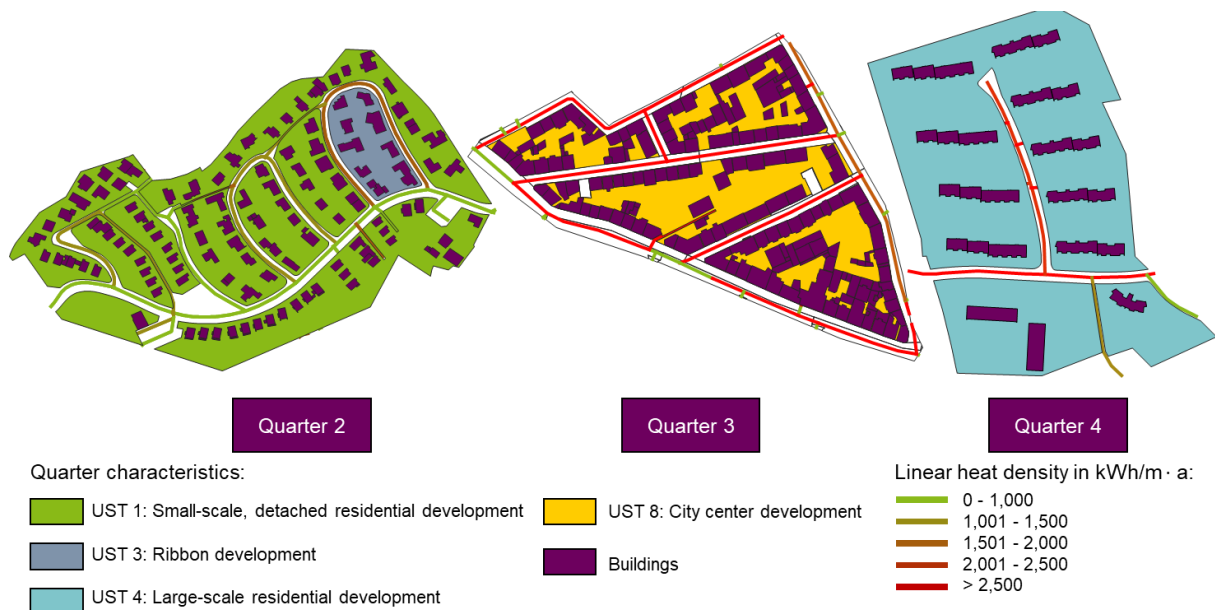 Quarter 2
Quarter 3
Quarter 4
Quarter characteristics:
UST 1: Small-scale, detached residential development
UST 3: Ribbon development
UST 4: Large-scale residential development
UST 8: City center development
Buildings
Linear heat density in kWh/m · a:
0 - 1,000
1,001 - 1,500
1,501 - 2,000
2,001 - 2,500
> 2,500